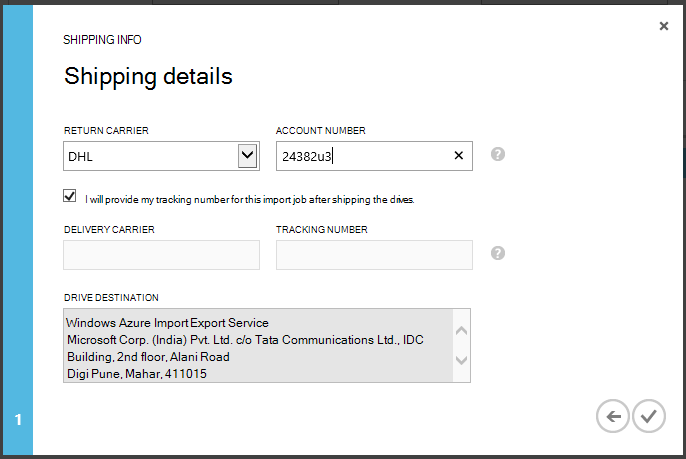 SHIPPING INFO
Shipping details
RETURN CARRIER
ACCOUNT NUMBER
DHL
24382u3
I will provide my tracking number for this import job after shipping the drives.
DELIVERY CARRIER
TRACKING NUMBER
DRIVE DESTINATION
Windows Azure Import Export Service
Microsoft Corp. (India) Pvt. Ltd. c/o Tata Communications Ltd., IDC
Building, 2nd floor, Alani Road
Digi Pune, Mahar, 411015
1